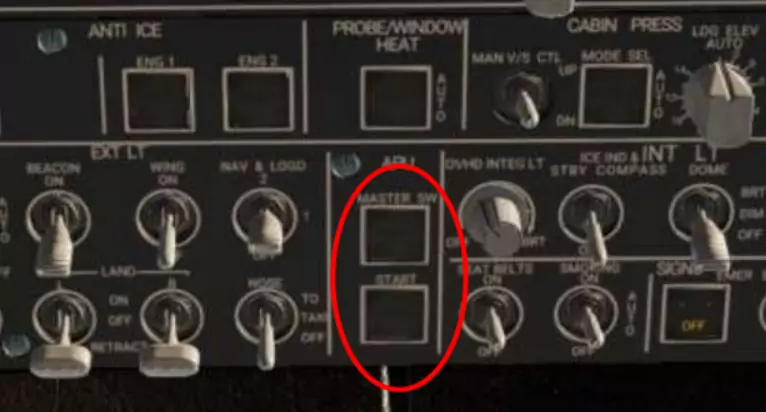 ANTI ICE
PROBE/WINDOW
HEAT
CABIN PRESS
LDG ELEV
AUTO
ENG 1
ENG 2
AUTO
MAN V/S CTL
UP
DN
MODE SEL
AUTO
EXT LT
APU
INT LT
BEACON
ON
WING
ON
NAV & LOGO
2
1
OFF
MASTER SW
OVHD INTEG LT
OFF
BRT
ICE IND &
STBY COMPASS
DOME
BRT
DIM
OFF
LAND
ON
OFF
RETRACT
NOSE
TO
TAXI
OFF
START
SEAT BELTS
ON
OFF
SMOKING
ON
AUTO
OFF
SIGNS
OFF